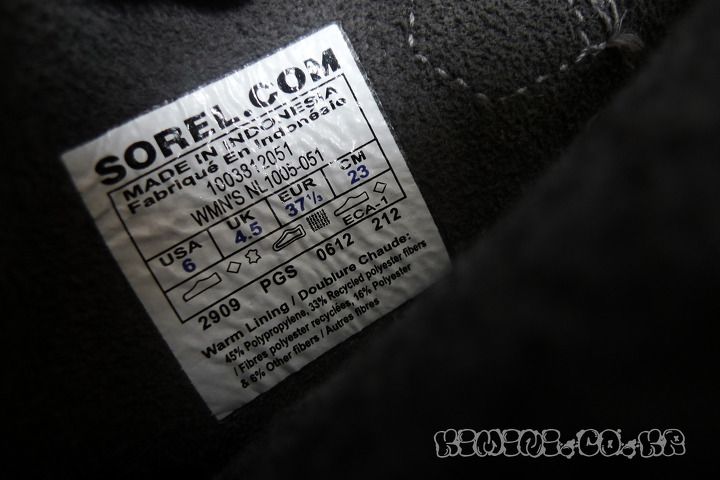 SOREL.COM
MADE IN INDONESIA
Fabriqué En Indonésie
1003812051
WMN'S NL1005-051
USA UK EUR CM
6 4.5 37½ 23
ECA-1
2909 PGS 0612 212
Warm Lining / Doublure Chaude:
45% Polypropylene, 33% Recycled polyester fibers
/ Fibres polyester recyclées, 16% Polyester
& 6% Other fibers / Autres fibres
KIMINI.CO.KR